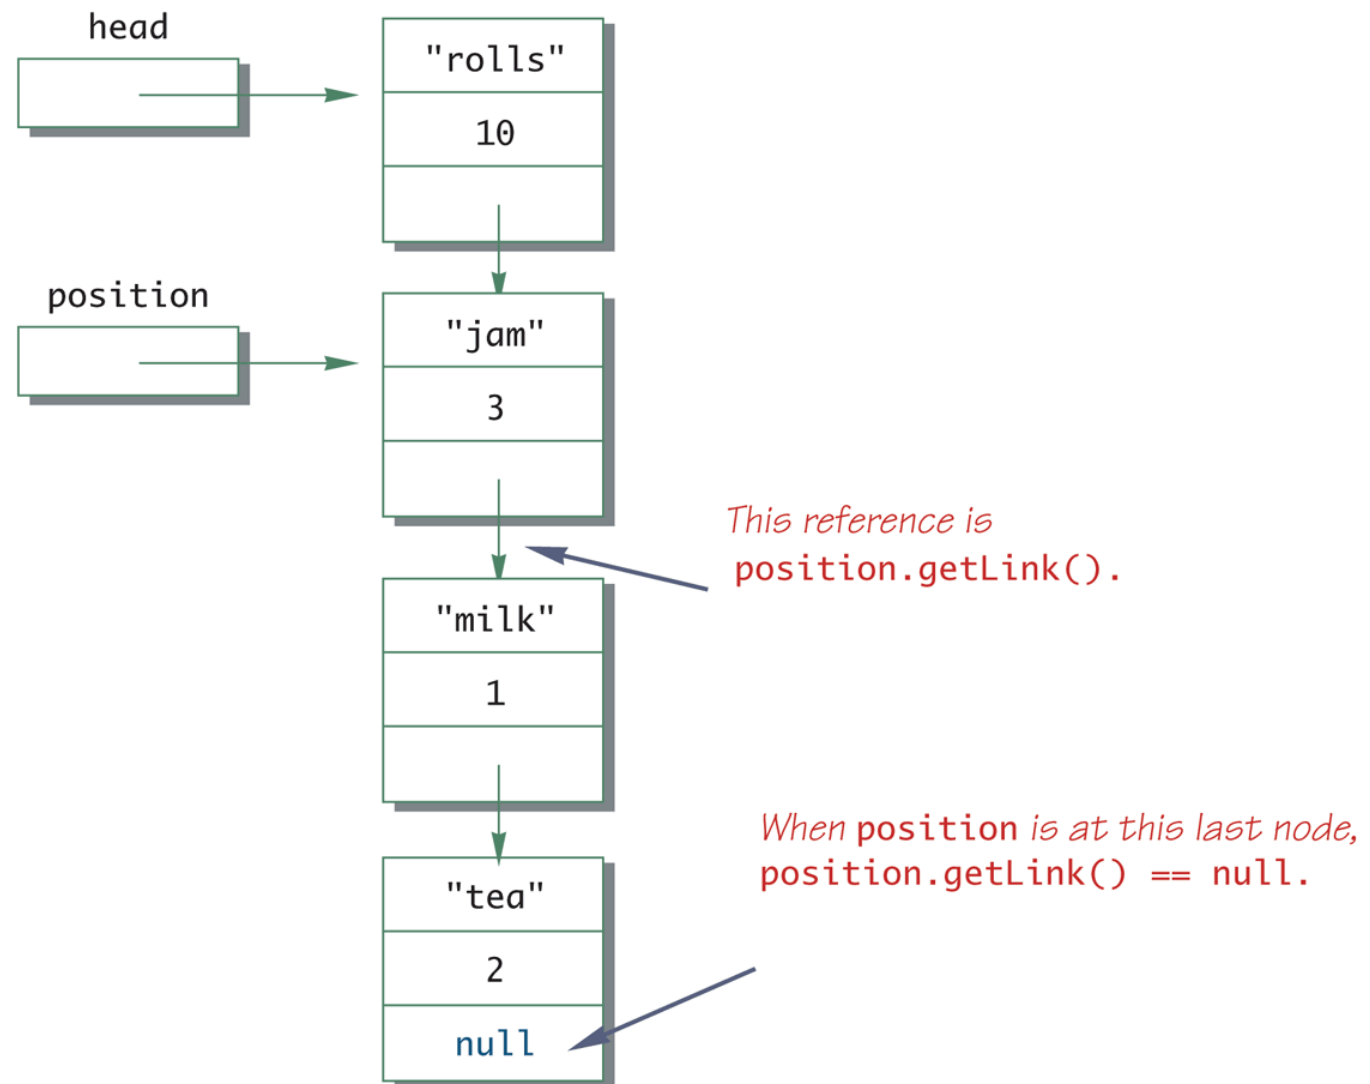 head
"rolls"
10
position
"jam"
3
This reference is
position.getLink().
"milk"
1
When position is at this last node,
position.getLink() == null.
"tea"
2
null